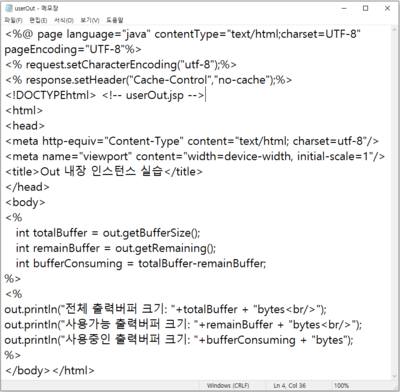 userOut - 메모장
파일(F) 편집(E) 서식(O) 보기(V) 도움말
<%@ page language="java" contentType="text/html;charset=UTF-8"
pageEncoding="UTF-8"%>
<% request.setCharacterEncoding("utf-8");%>
<% response.setHeader("Cache-Control","no-cache");%>
<!DOCTYPEhtml> <!-- userOut.jsp -->
<html>
<head>
<meta http-equiv="Content-Type" content="text/html; charset=utf-8"/>
<meta name="viewport" content="width=device-width, initial-scale=1"/>
<title>Out 내장 인스턴스 실습</title>
</head>
<body>
<%
int totalBuffer = out.getBufferSize();
int remainBuffer = out.getRemaining();
int bufferConsuming = totalBuffer-remainBuffer;
%>
<%
out.println("전체 출력버퍼 크기: "+totalBuffer + "bytes<br/>");
out.println("사용가능 출력버퍼 크기: "+remainBuffer + "bytes<br/>");
out.println("사용중인 출력버퍼 크기: "+bufferConsuming + "bytes");
%>
</body></html>
Windows (CRLF) Ln 4, Col 36 100%